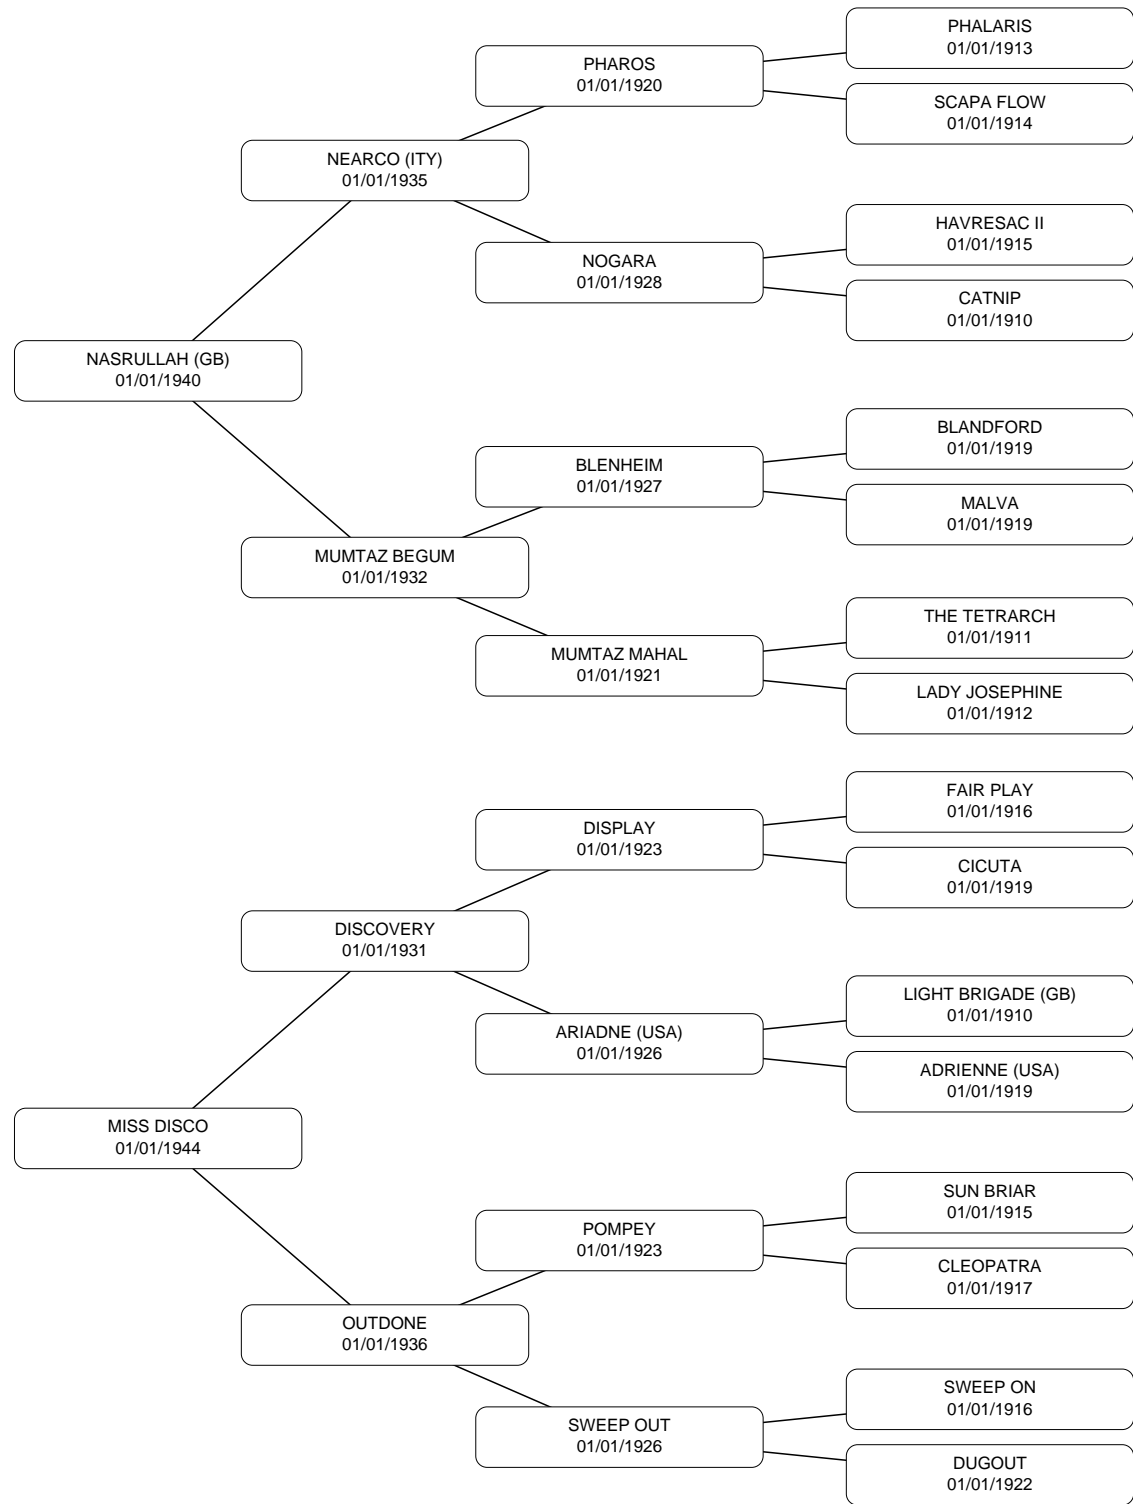 PHALARIS
01/01/1913
PHAROS
01/01/1920
SCAPA FLOW
01/01/1914
NEARCO (ITY)
01/01/1935
HAVRESAC II
01/01/1915
NOGARA
01/01/1928
CATNIP
01/01/1910
NASRULLAH (GB)
01/01/1940
BLANDFORD
01/01/1919
BLENHEIM
01/01/1927
MALVA
01/01/1919
MUMTAZ BEGUM
01/01/1932
THE TETRARCH
01/01/1911
MUMTAZ MAHAL
01/01/1921
LADY JOSEPHINE
01/01/1912
FAIR PLAY
01/01/1916
DISPLAY
01/01/1923
CICUTA
01/01/1919
DISCOVERY
01/01/1931
LIGHT BRIGADE (GB)
01/01/1910
ARIADNE (USA)
01/01/1926
ADRIENNE (USA)
01/01/1919
MISS DISCO
01/01/1944
SUN BRIAR
01/01/1915
POMPEY
01/01/1923
CLEOPATRA
01/01/1917
OUTDONE
01/01/1936
SWEEP ON
01/01/1916
SWEEP OUT
01/01/1926
DUGOUT
01/01/1922